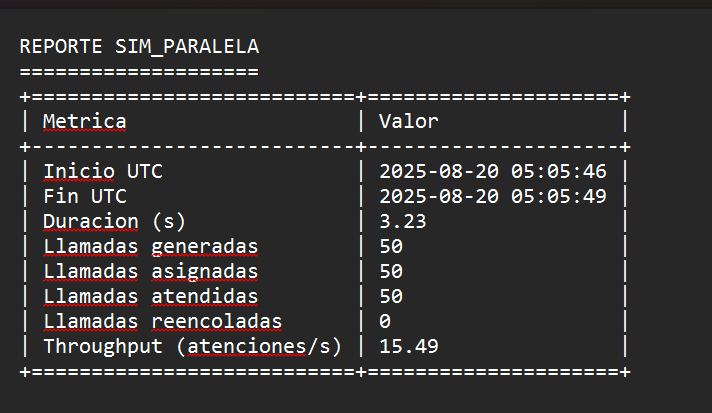 REPORTE SIM_PARALELA
====================
+===========================+=====================+
| Metrica                   | Valor               |
+---------------------------+---------------------+
| Inicio UTC                | 2025-08-20 05:05:46 |
| Fin UTC                   | 2025-08-20 05:05:49 |
| Duracion (s)              | 3.23                |
| Llamadas generadas        | 50                  |
| Llamadas asignadas        | 50                  |
| Llamadas atendidas        | 50                  |
| Llamadas reencoladas      | 0                   |
| Throughput (atenciones/s) | 15.49               |
+===========================+=====================+